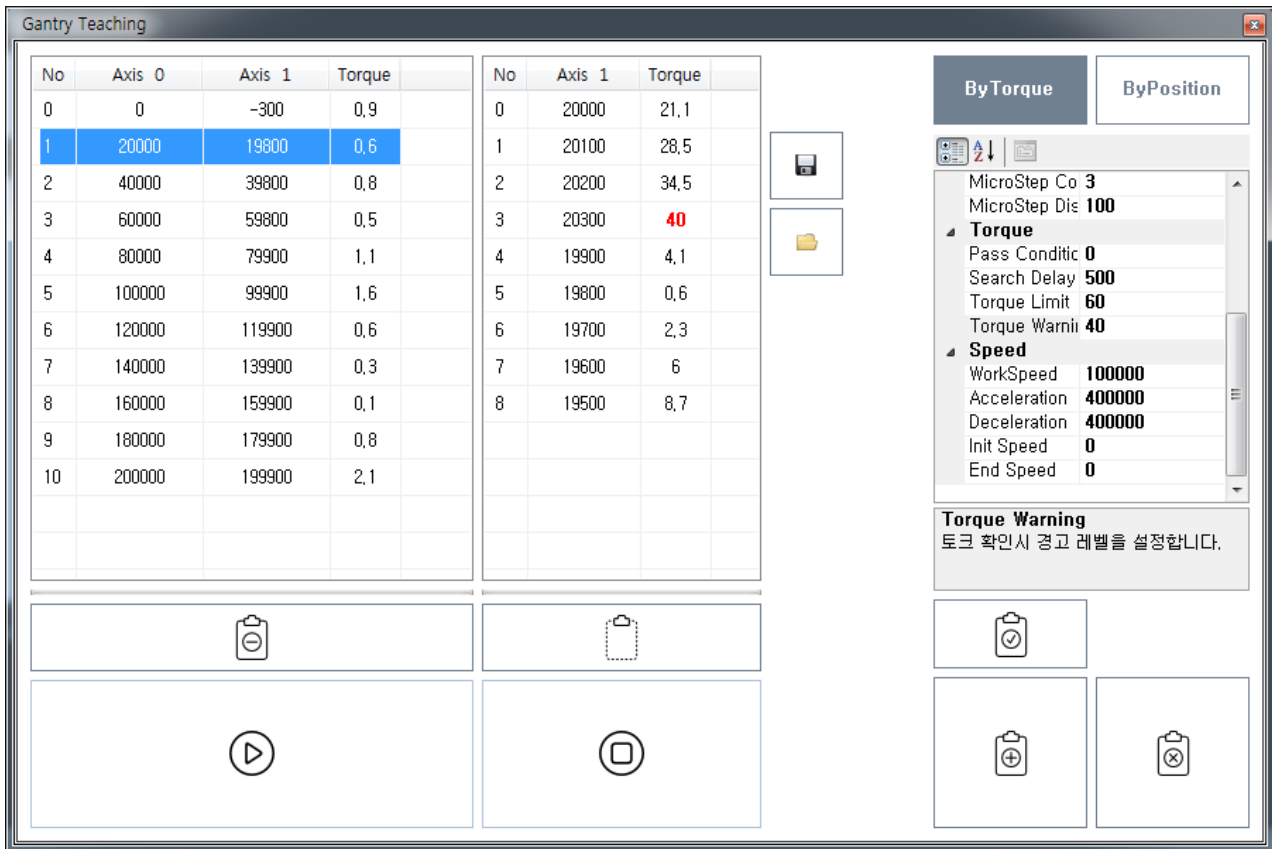 Gantry Teaching
No Axis 0 Axis 1 Torque
0 0 -300 0,9
1 20000 19800 0,6
2 40000 39800 0,8
3 60000 59800 0,5
4 80000 79900 1,1
5 100000 99900 1,6
6 120000 119900 0,6
7 140000 139900 0,3
8 160000 159900 0,1
9 180000 179900 0,8
10 200000 199900 2,1
No Axis 1 Torque
0 20000 21,1
1 20100 28,5
2 20200 34,5
3 20300 40
4 19900 4,1
5 19800 0,6
6 19700 2,3
7 19600 6
8 19500 8,7
ByTorque ByPosition
MicroStep Co 3
MicroStep Dis 100
Torque
Pass Conditic 0
Search Delay 500
Torque Limit 60
Torque Warnii 40
Speed
WorkSpeed 100000
Acceleration 400000
Deceleration 400000
Init Speed 0
End Speed 0
Torque Warning
토크 확인시 경고 레벨을 설정합니다.